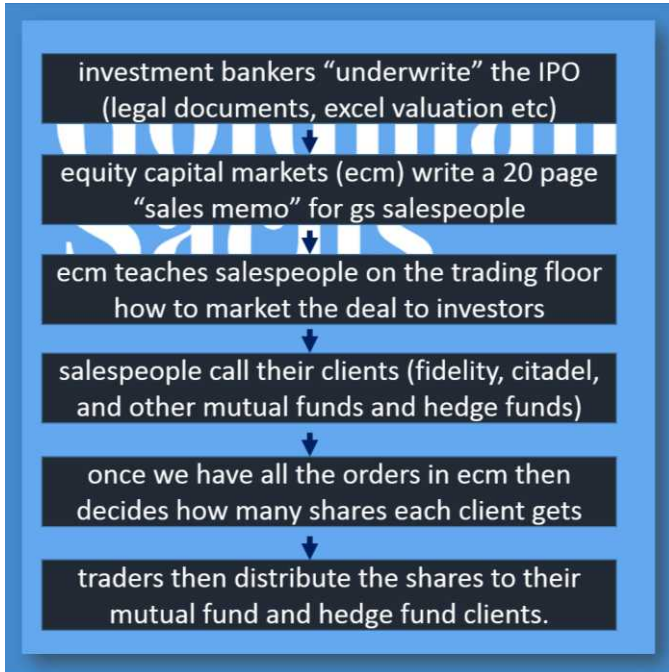 investment bankers “underwrite” the IPO
(legal documents, excel valuation etc)
equity capital markets (ecm) write a 20 page
“sales memo” for gs salespeople
ecm teaches salespeople on the trading floor
how to market the deal to investors
salespeople call their clients (fidelity, citadel,
and other mutual funds and hedge funds)
once we have all the orders in ecm then
decides how many shares each client gets
traders then distribute the shares to their
mutual fund and hedge fund clients.